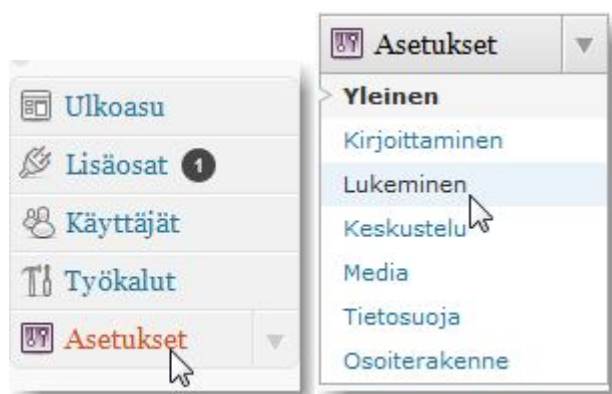 Ulkoasu
Lisäosat 1
Käyttäjät
Työkalut
Asetukset
Asetukset
Yleinen
Kirjoittaminen
Lukeminen
Keskustelu
Media
Tietosuoja
Osoiterakenne